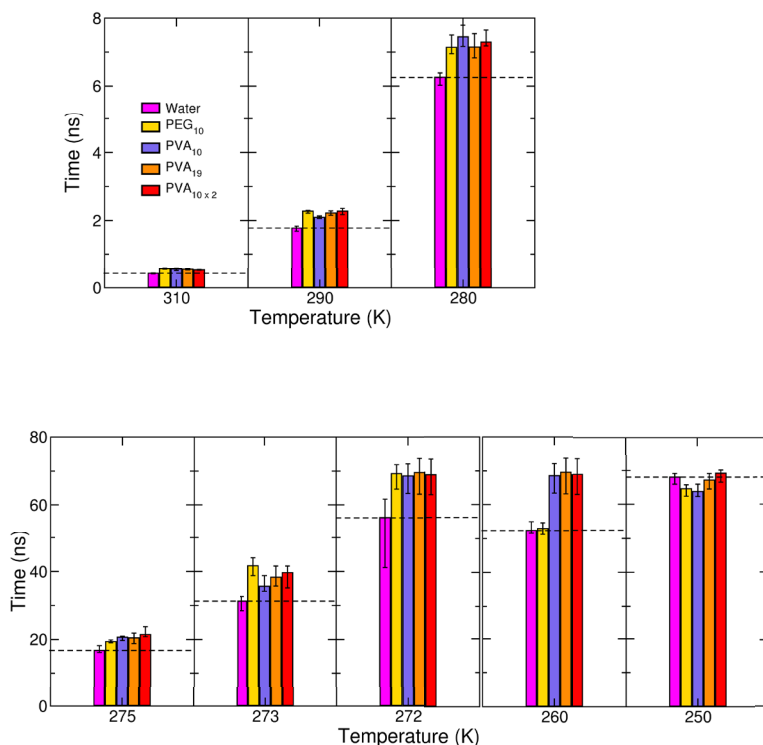 8
6
4
2
0
Time (ns)
Water
PEG10
PVA10
PVA19
PVA10 x 2
310 290 280
Temperature (K)
80
60
40
20
0
Time (ns)
275 273 272 260 250
Temperature (K)